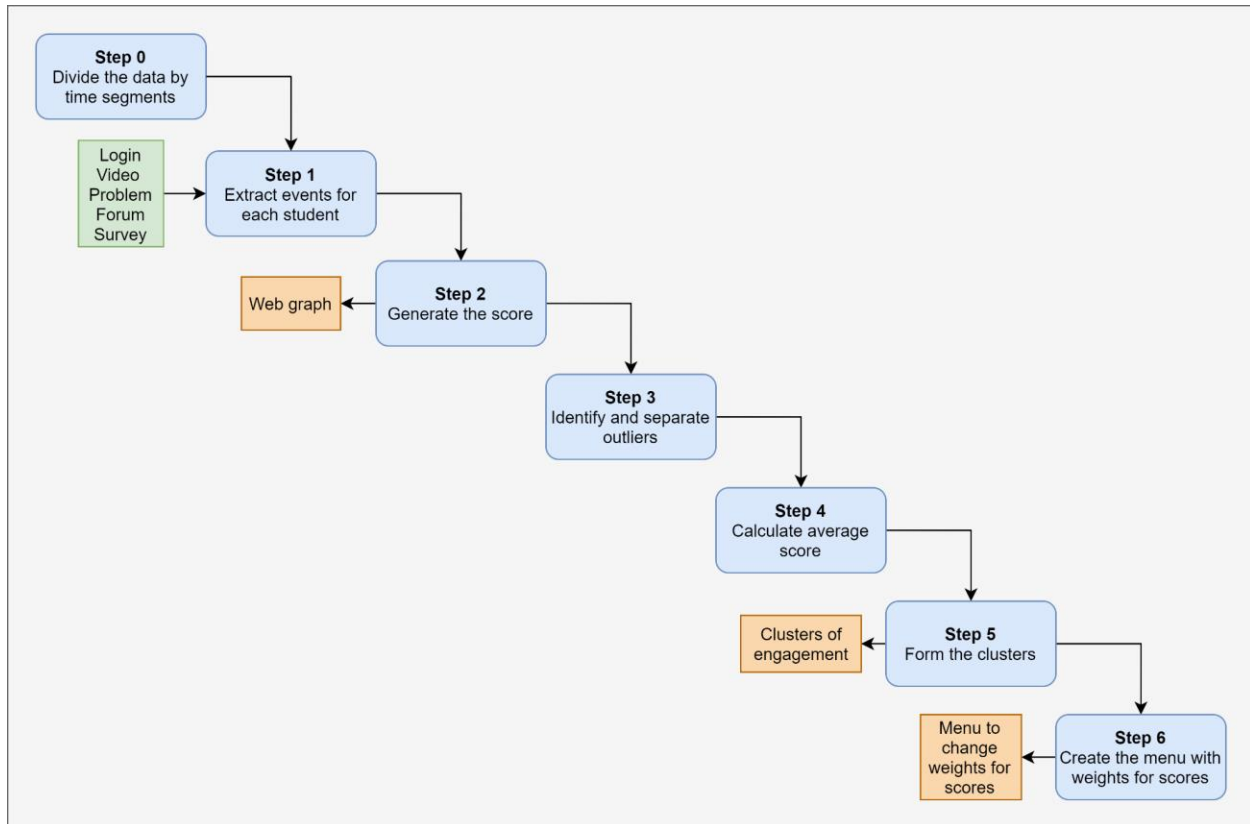 Step 0
Divide the data by
time segments
Login
Video
Problem
Forum
Survey
Step 1
Extract events for
each student
Web graph
Step 2
Generate the score
Step 3
Identify and separate
outliers
Step 4
Calculate average
score
Clusters of
engagement
Step 5
Form the clusters
Menu to
change
weights for
scores
Step 6
Create the menu with
weights for scores